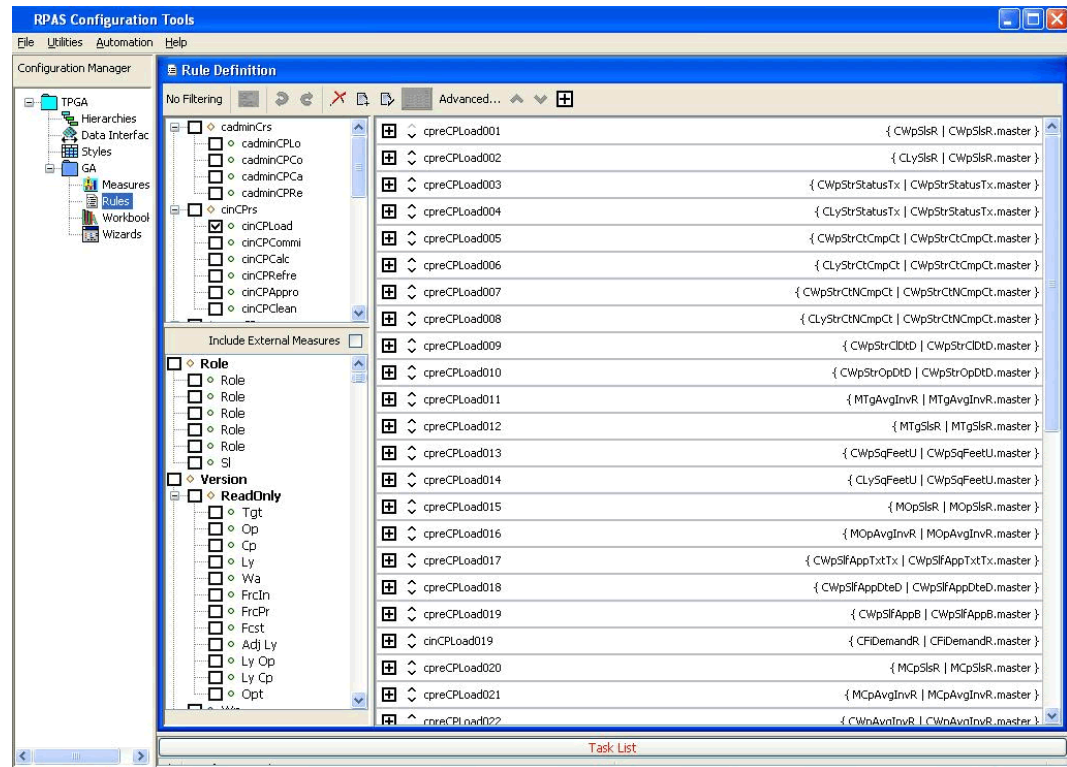 RPAS Configuration Tools
File Utilities Automation Help
Configuration Manager
TPGA
Hierarchies
Data Interfac
Styles
GA
Measures
Rules
Workbook
Wizards
Rule Definition
No Filtering Advanced...
cadminCrs
cadminCPLo
cadminCPCo
cadminCPCa
cadminCPRe
cinCPrs
cinCPLoad
cinCPCommi
cinCPCalc
cinCPRefre
cinCPAppro
cinCPClean
Include External Measures
Role
Role
Role
Role
Role
Role
Sl
Version
ReadOnly
Tgt
Op
Cp
Ly
Wa
FrcIn
FrcPr
Fcst
Adj Ly
Ly Op
Ly Cp
Opt
cpreCPLoad001 { CWpSlsR | CWpSlsR.master }
cpreCPLoad002 { CLySlsR | CWpSlsR.master }
cpreCPLoad003 { CWpStrStatusTx | CWpStrStatusTx.master }
cpreCPLoad004 { CLyStrStatusTx | CWpStrStatusTx.master }
cpreCPLoad005 { CWpStrCtCmpCt | CWpStrCtCmpCt.master }
cpreCPLoad006 { CLyStrCtCmpCt | CWpStrCtCmpCt.master }
cpreCPLoad007 { CWpStrCtNCmpCt | CWpStrCtNCmpCt.master }
cpreCPLoad008 { CLyStrCtNCmpCt | CWpStrCtNCmpCt.master }
cpreCPLoad009 { CWpStrClDtD | CWpStrClDtD.master }
cpreCPLoad010 { CWpStrOpDtD | CWpStrOpDtD.master }
cpreCPLoad011 { MTgAvgInvR | MTgAvgInvR.master }
cpreCPLoad012 { MTgSlsR | MTgSlsR.master }
cpreCPLoad013 { CWpSqFeetU | CWpSqFeetU.master }
cpreCPLoad014 { CLySqFeetU | CWpSqFeetU.master }
cpreCPLoad015 { MOpSlsR | MOpSlsR.master }
cpreCPLoad016 { MOpAvgInvR | MOpAvgInvR.master }
cpreCPLoad017 { CWpSlfAppTxtTx | CWpSlfAppTxtTx.master }
cpreCPLoad018 { CWpSlfAppDteD | CWpSlfAppDteD.master }
cpreCPLoad019 { CWpSlfAppB | CWpSlfAppB.master }
cinCPLoad019 { CFiDemandR | CFiDemandR.master }
cpreCPLoad020 { MCpSlsR | MCpSlsR.master }
cpreCPLoad021 { MCpAvgInvR | MCpAvgInvR.master }
cpreCPLoad022 { CWpAvgInvR | CWpAvgInvR.master }
Task List